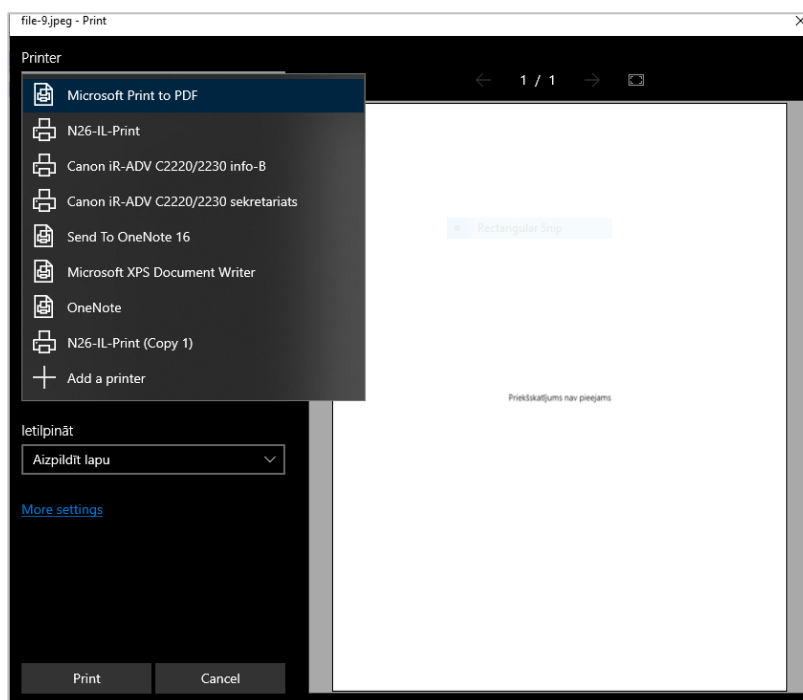 file-9.jpeg - Print
Printer
1 / 1
Microsoft Print to PDF
N26-IL-Print
Canon iR-ADV C2220/2230 info-B
Canon iR-ADV C2220/2230 sekretariats
Send To OneNote 16
Microsoft XPS Document Writer
OneNote
N26-IL-Print (Copy 1)
Add a printer
Rectangular Snip
Priekšskatījums nav pieejams
Ietilpināt
Aizpildīt lapu
More settings
Print
Cancel